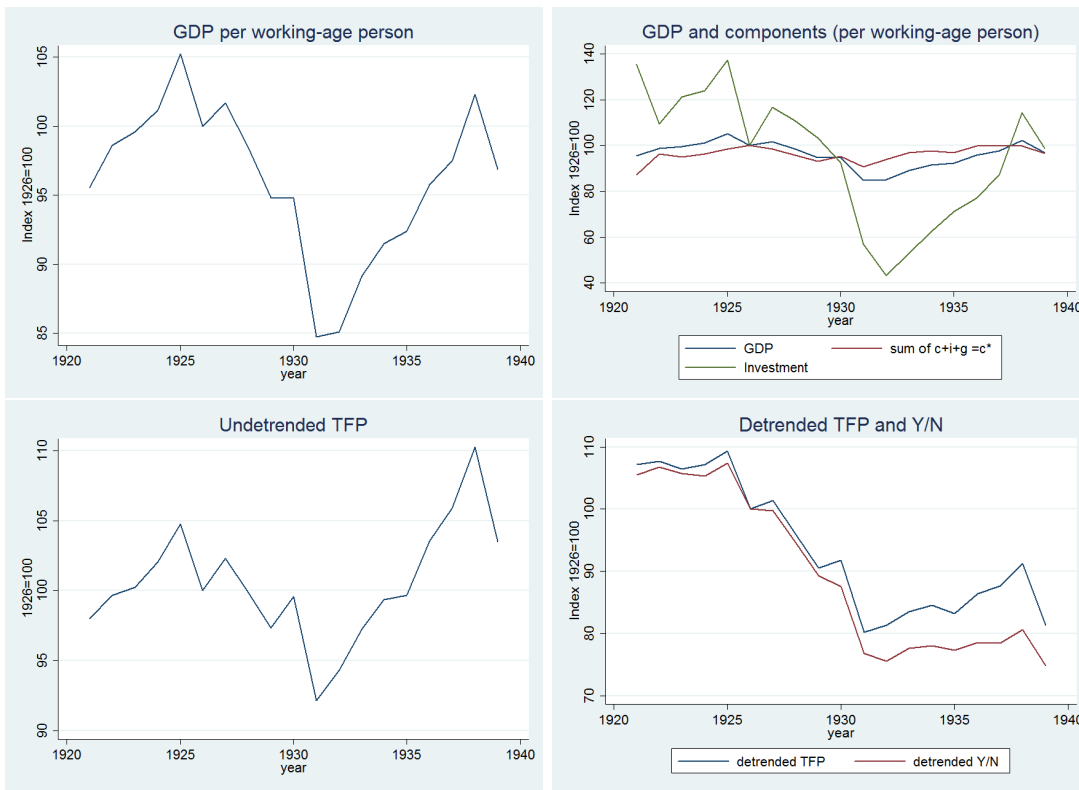 GDP per working-age person
Index 1926=100
105
100
95
90
85
1920 1925 1930 1935 1940
year
GDP and components (per working-age person)
Index 1926=100
140
120
100
80
60
40
1920 1925 1930 1935 1940
year
GDP sum of c+i+g =c*
Investment
Undetrended TFP
1926=100
110
105
100
95
90
1920 1925 1930 1935 1940
year
Detrended TFP and Y/N
Index 1926=100
110
100
90
80
70
1920 1925 1930 1935 1940
year
detrended TFP detrended Y/N